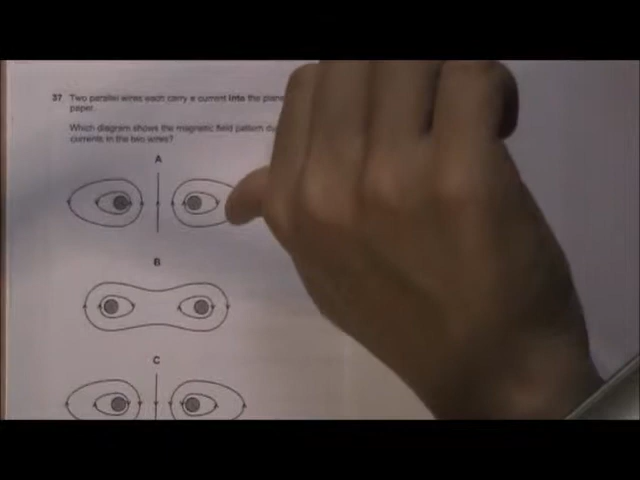 37 Two parallel wires each carry a current into the plane
paper.
Which diagram shows the magnetic field pattern du
currents in the two wires?
A
B
C